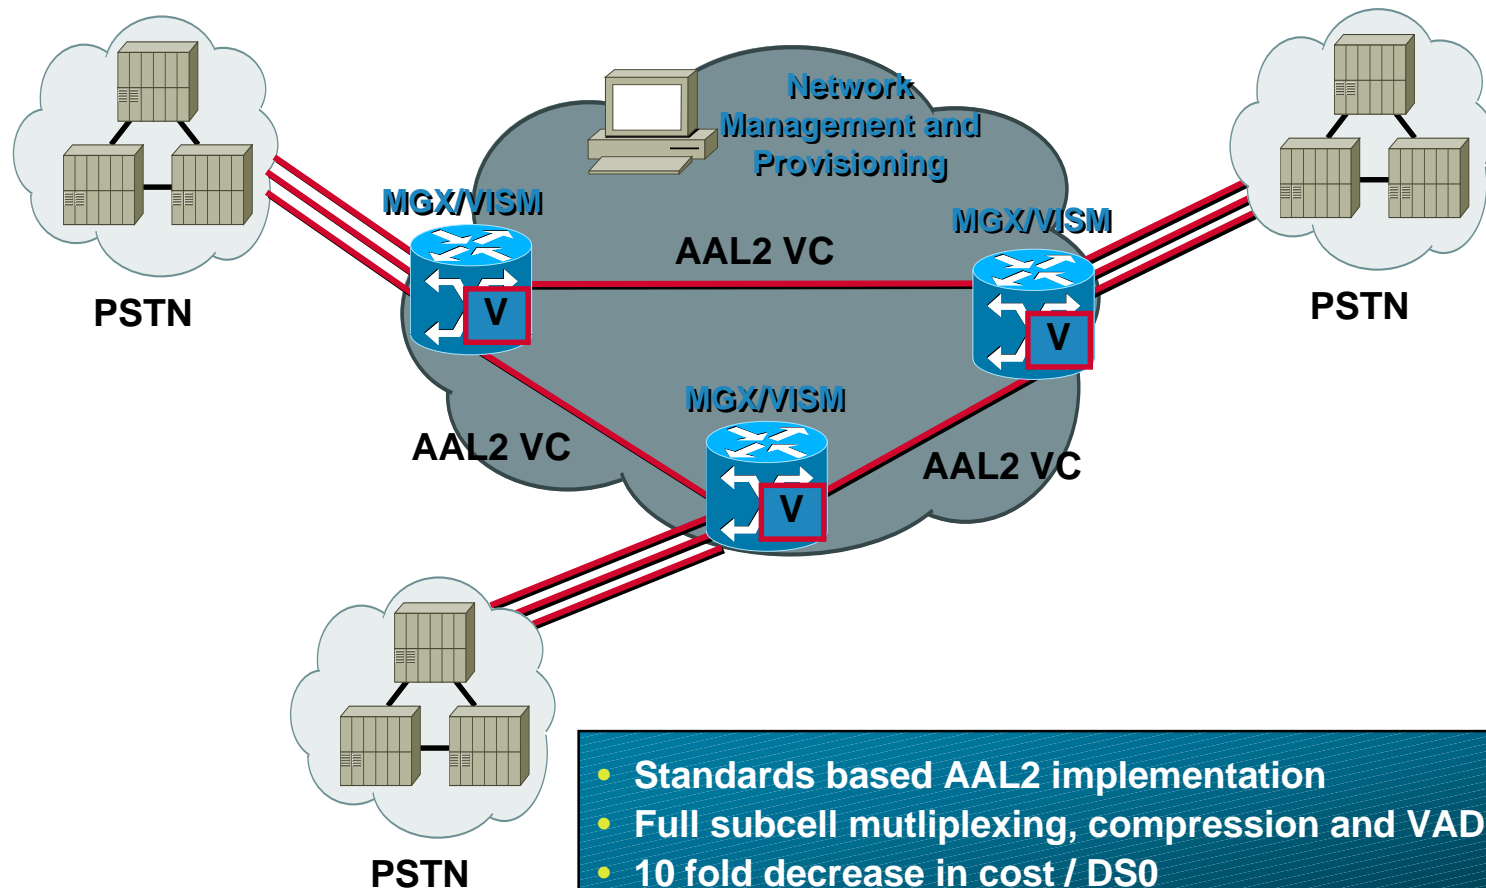 Network
Management and
Provisioning
MGX/VISM
MGX/VISM
AAL2 VC
PSTN
PSTN
V
V
MGX/VISM
AAL2 VC
AAL2 VC
V
PSTN
• Standards based AAL2 implementation
• Full subcell mutliplexing, compression and VAD
• 10 fold decrease in cost / DS0